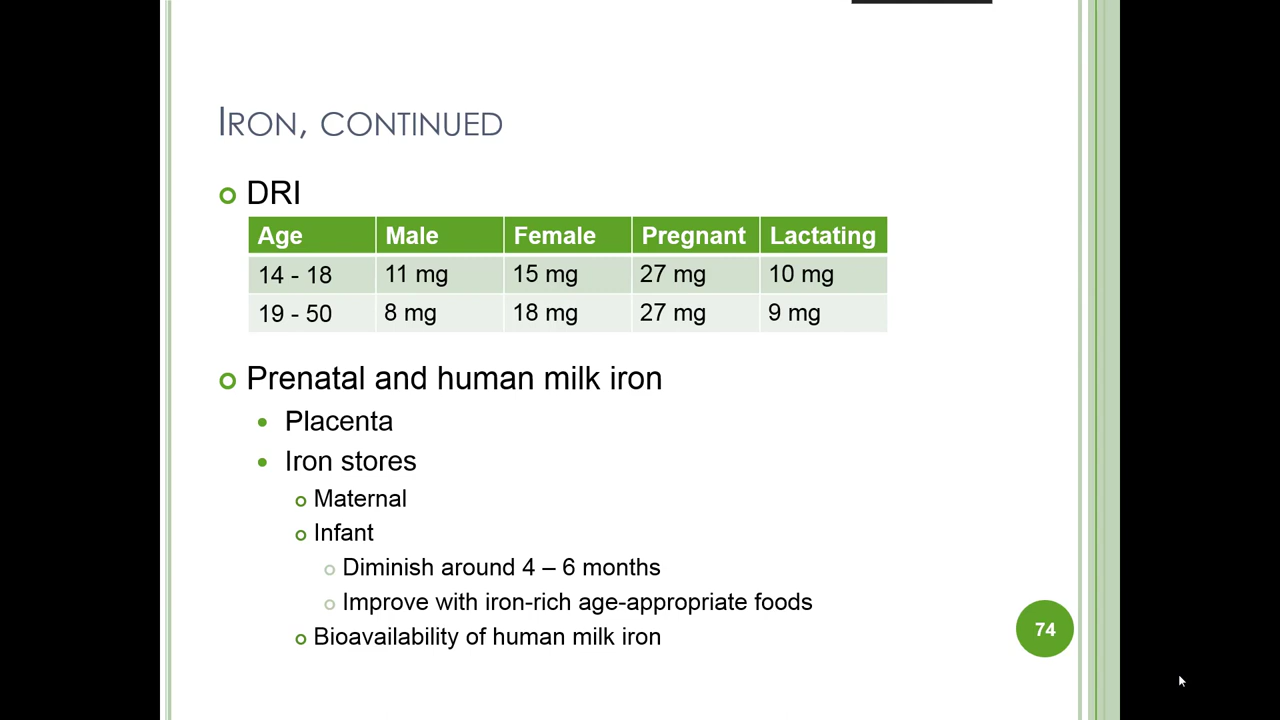 IRON, CONTINUED
DRI
Age Male Female Pregnant Lactating
14 - 18 11 mg 15 mg 27 mg 10 mg
19 - 50 8 mg 18 mg 27 mg 9 mg
Prenatal and human milk iron
Placenta
Iron stores
Maternal
Infant
Diminish around 4 – 6 months
Improve with iron-rich age-appropriate foods
Bioavailability of human milk iron
74